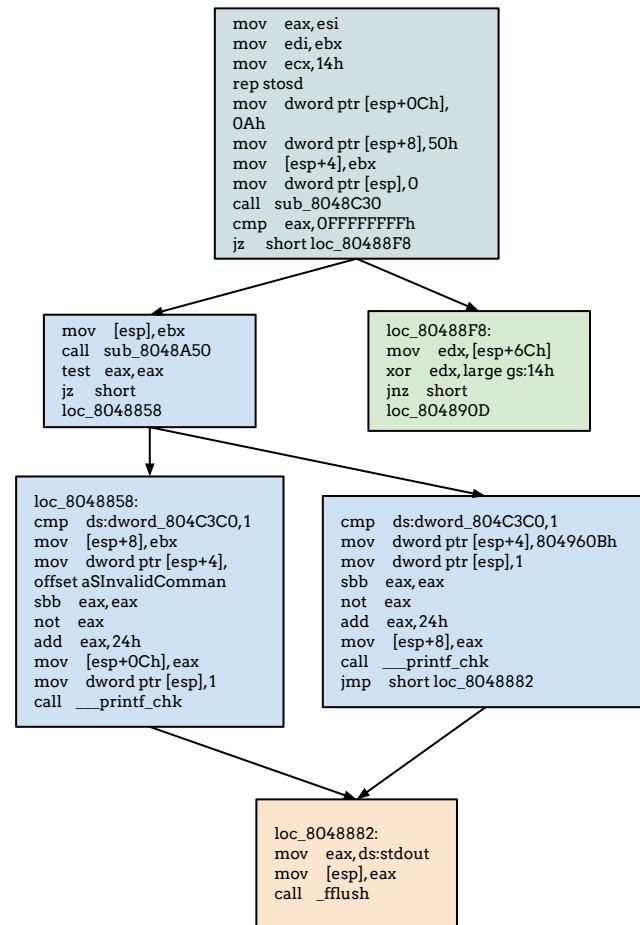 mov eax,esi
mov edi,ebx
mov ecx,14h
rep stosd
mov dword ptr [esp+0Ch],
0Ah
mov dword ptr [esp+8],50h
mov [esp+4],ebx
mov dword ptr [esp],0
call sub_8048C30
cmp eax,0FFFFFFFFh
jz short loc_80488F8
mov [esp],ebx
call sub_8048A50
test eax,eax
jz short
loc_8048858
loc_80488F8:
mov edx,[esp+6Ch]
xor edx,large gs:14h
jnz short
loc_804890D
loc_8048858:
cmp ds:dword_804C3C0,1
mov [esp+8],ebx
mov dword ptr [esp+4],
offset aSInvalidComman
sbb eax,eax
not eax
add eax,24h
mov [esp+0Ch],eax
mov dword ptr [esp],1
call ___printf_chk
cmp ds:dword_804C3C0,1
mov dword ptr [esp+4],804960Bh
mov dword ptr [esp],1
sbb eax,eax
not eax
add eax,24h
mov [esp+8],eax
call ___printf_chk
jmp short loc_8048882
loc_8048882:
mov eax,ds:stdout
mov [esp],eax
call _fflush